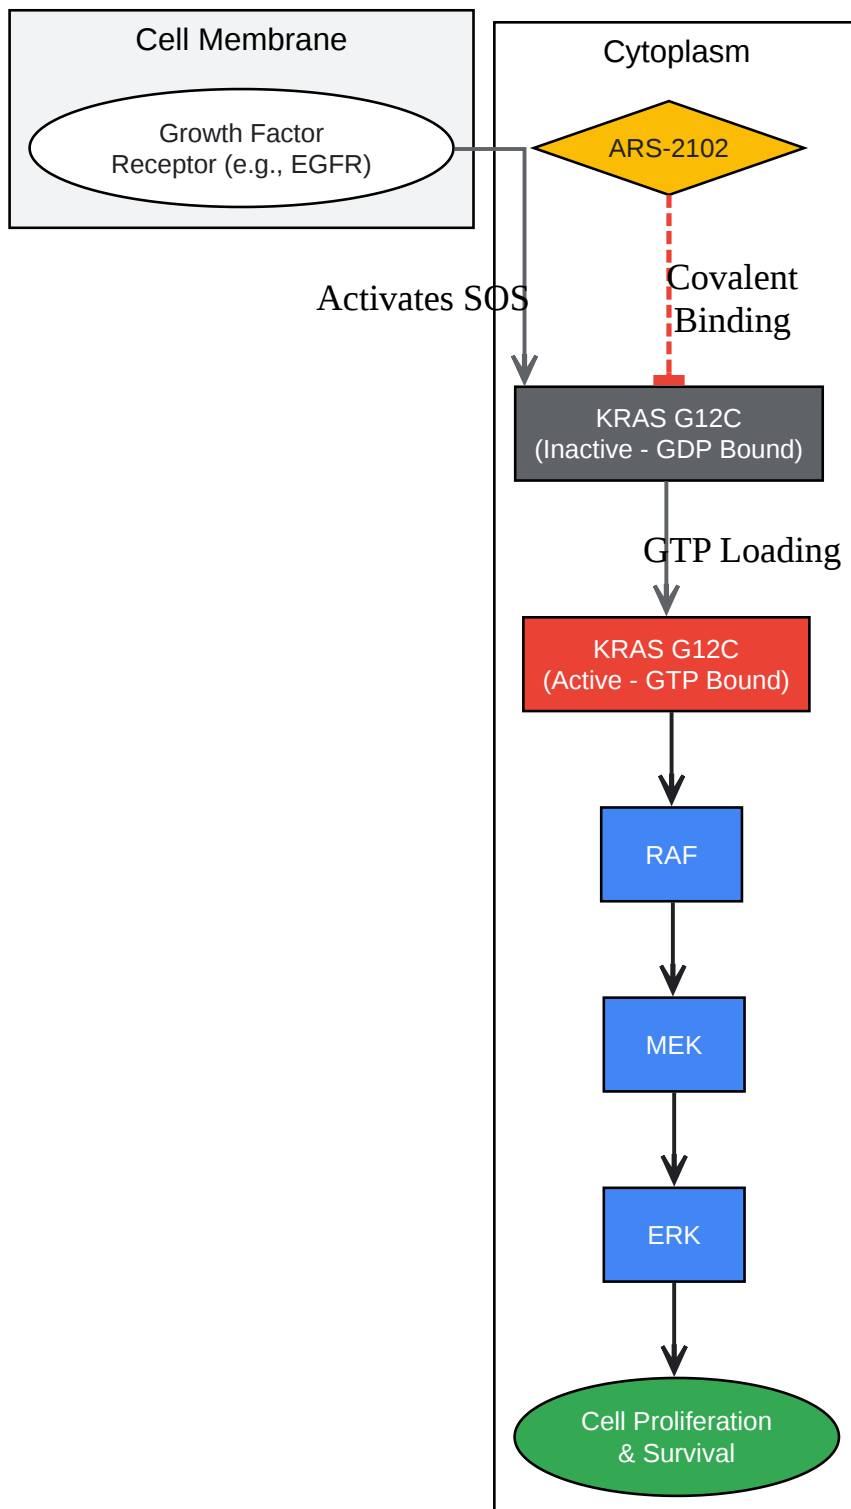 Cell Membrane
Growth Factor
Receptor (e.g., EGFR)
Cytoplasm
ARS-2102
Activates SOS
Covalent
Binding
KRAS G12C
(Inactive - GDP Bound)
GTP Loading
KRAS G12C
(Active - GTP Bound)
RAF
MEK
ERK
Cell Proliferation
& Survival